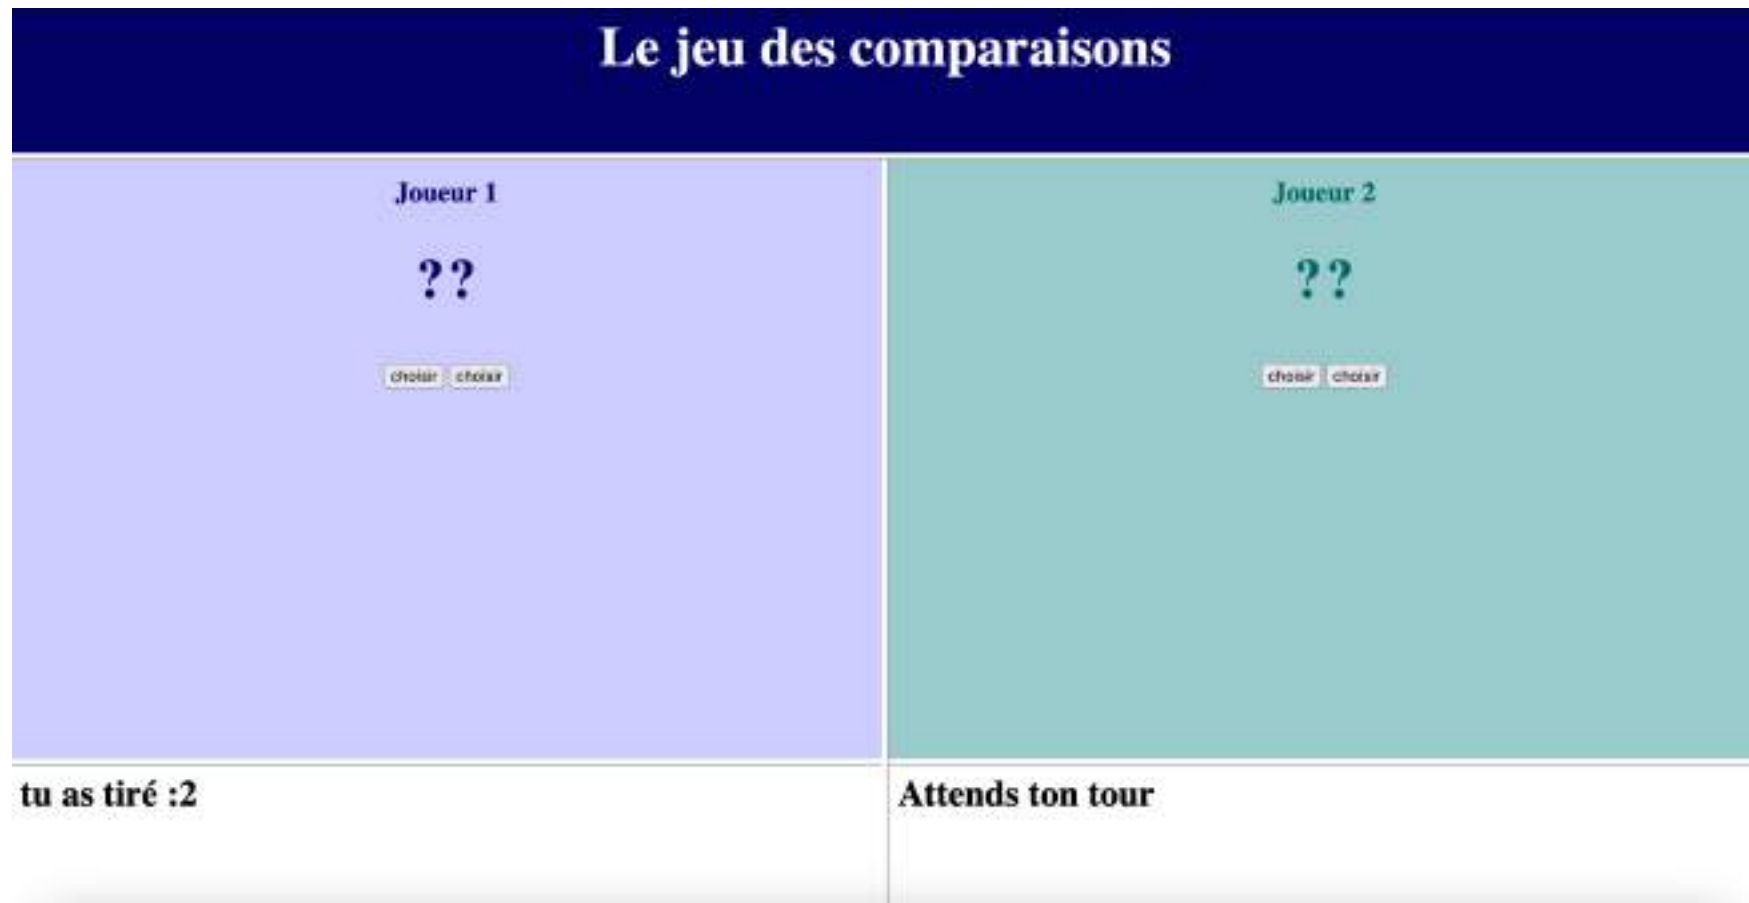 Le jeu des comparaisons
Joueur 1
??
choisir choisir
tu as tiré :2
Joueur 2
??
choisir choisir
Attends ton tour